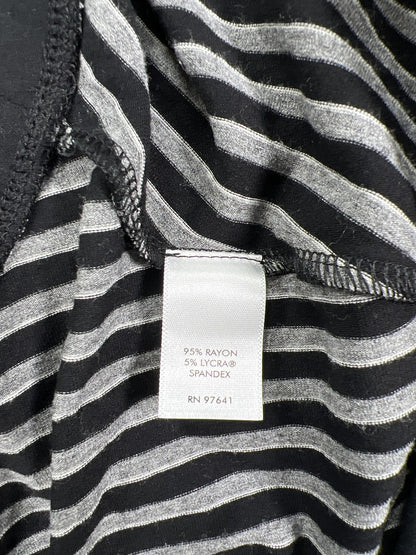 95% RAYON
5% LYCRA®
SPANDEX
RN 97641